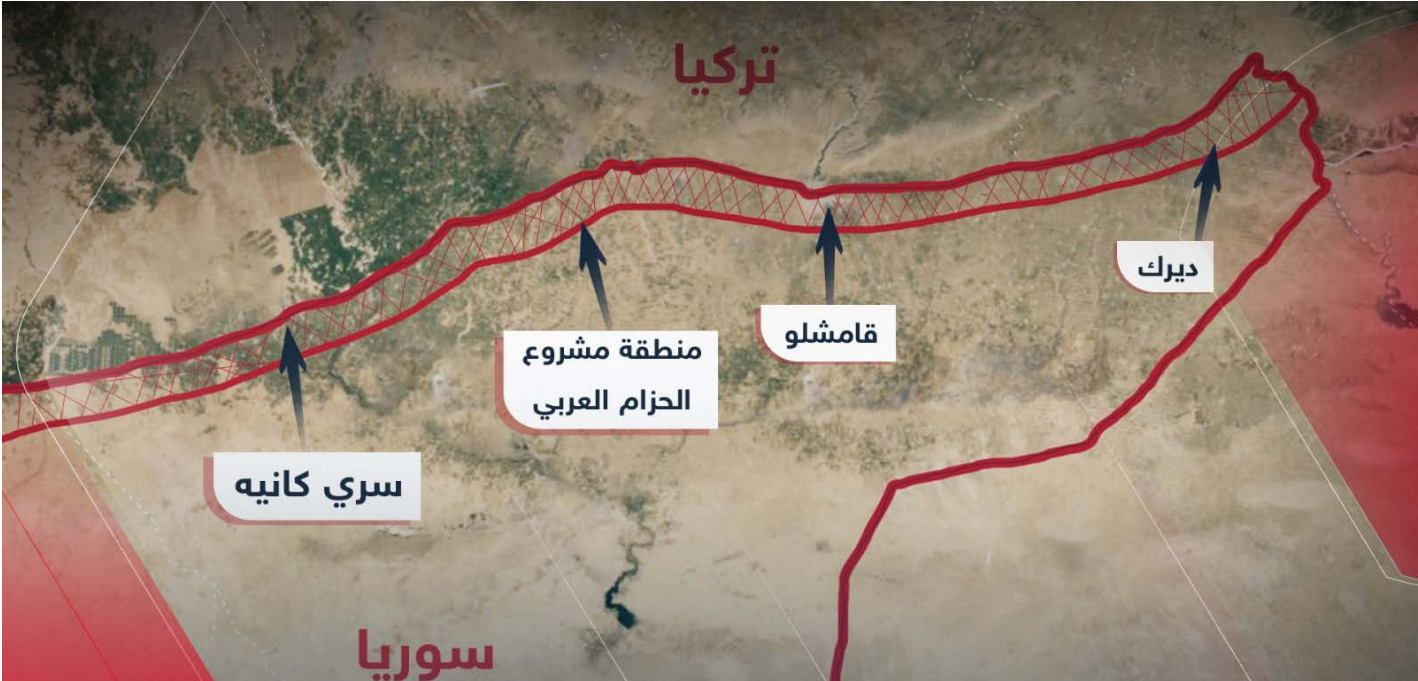 تركيا
ديرك
قامشلو
منطقة مشروع
الحزام العربي
سري كانيه
سوريا